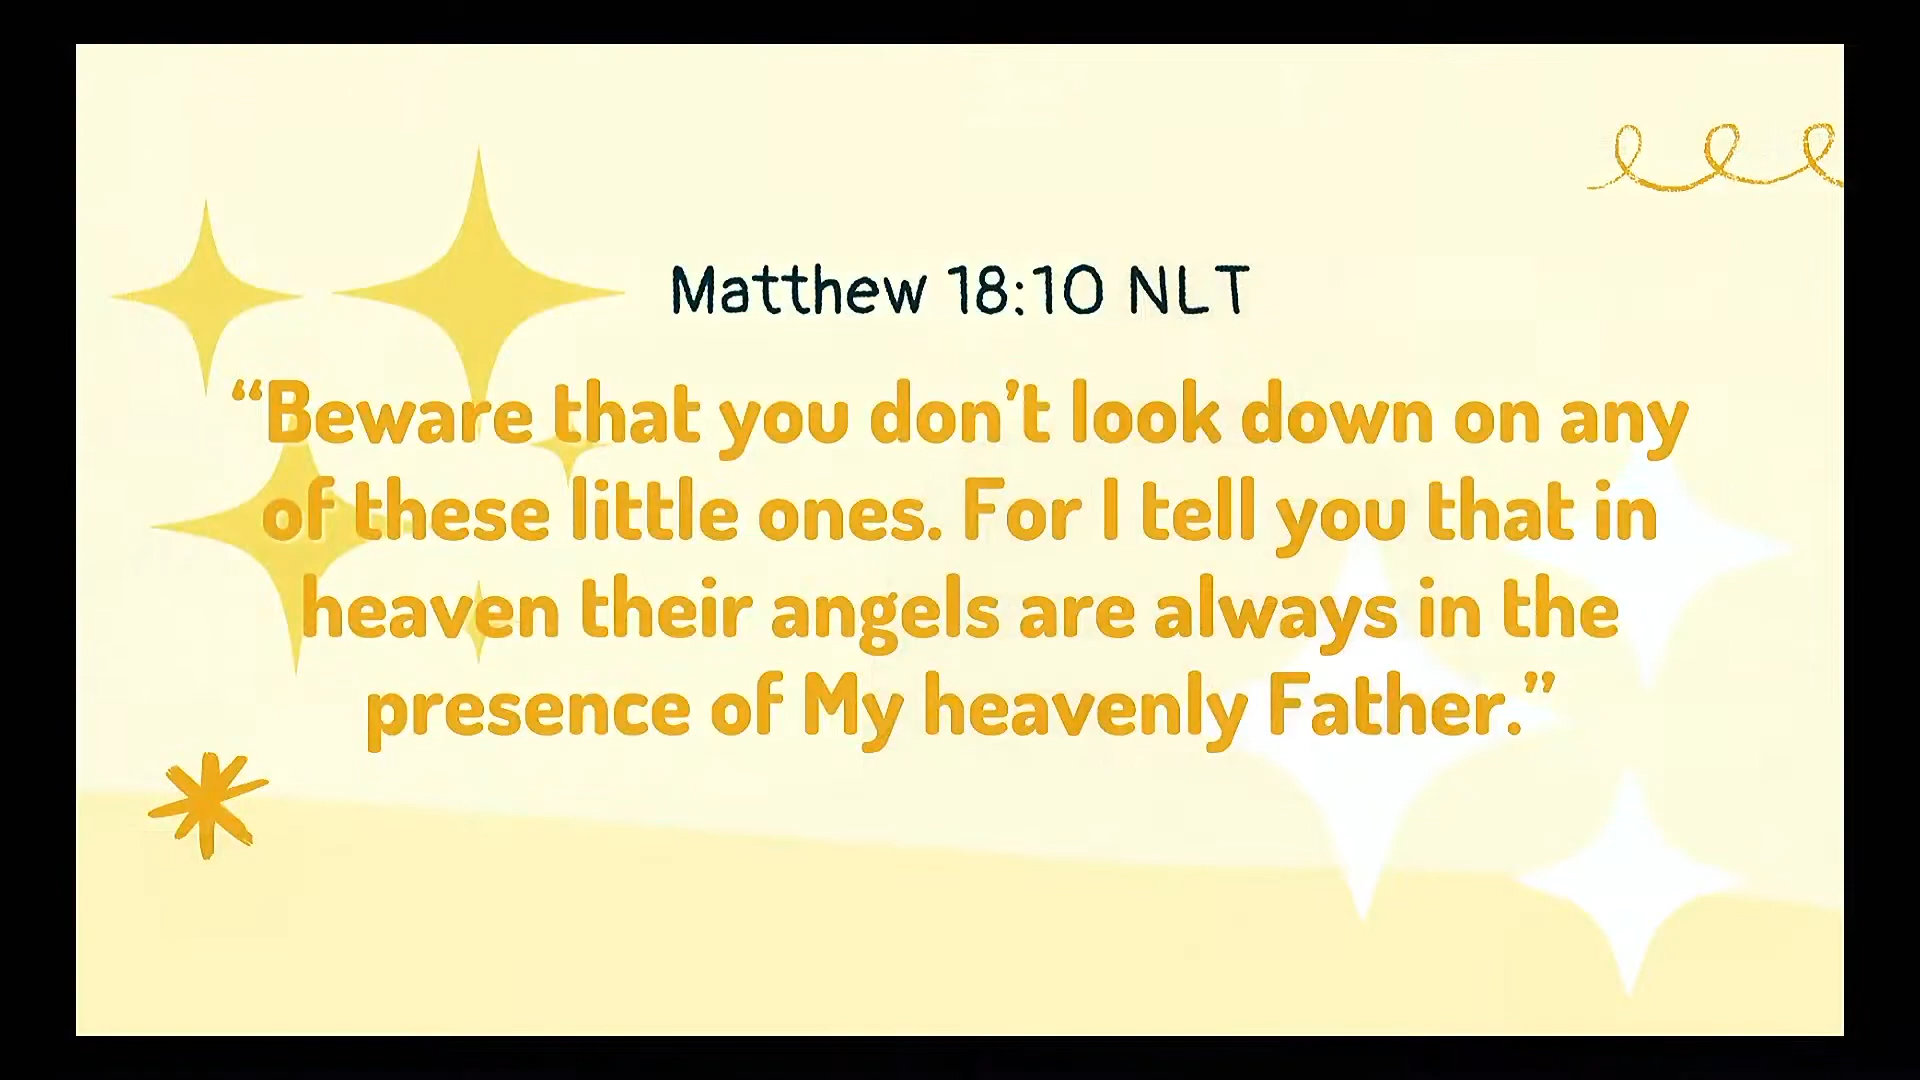 Matthew 18:10 NLT
“Beware that you don’t look down on any
of these little ones. For I tell you that in
heaven their angels are always in the
presence of My heavenly Father.”